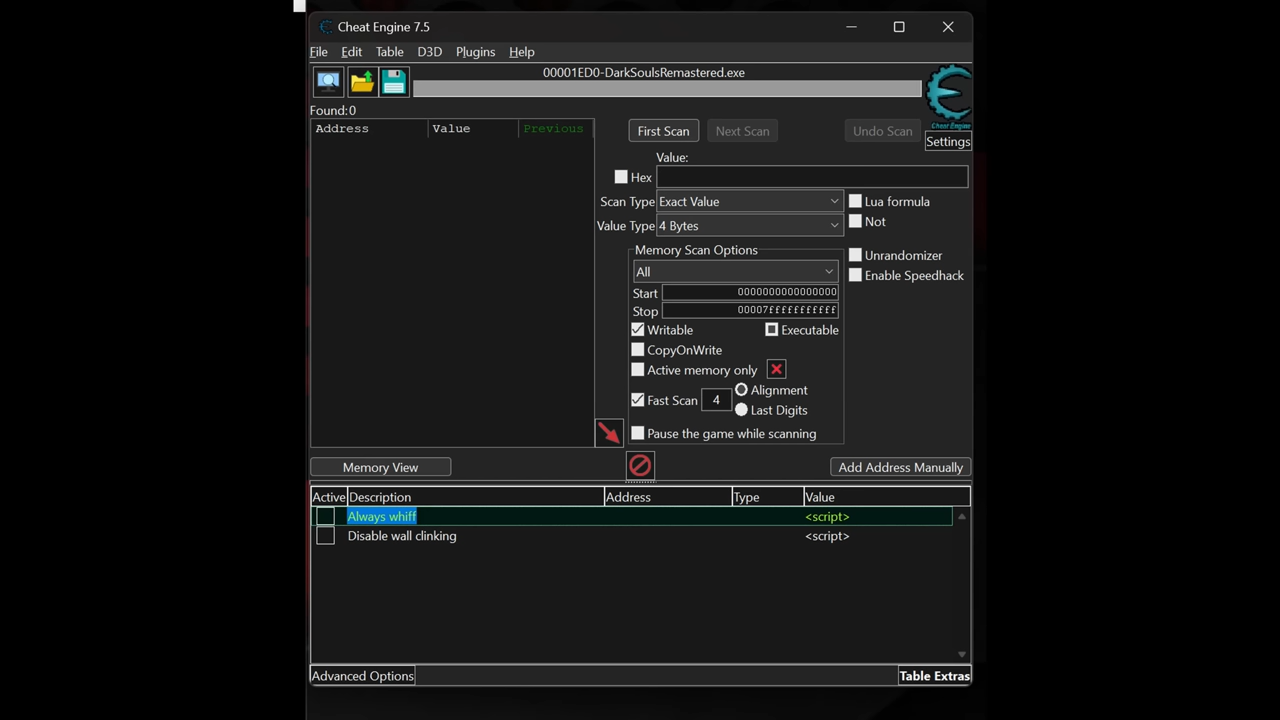 Cheat Engine 7.5
File Edit Table D3D Plugins Help
00001ED0-DarkSoulsRemastered.exe
Cheat Engine
Found:0
Address Value Previous
First Scan Next Scan Undo Scan
Settings
Value:
Hex
Scan Type Exact Value Lua formula
Not
Value Type 4 Bytes
Memory Scan Options
All
Unrandomizer
Enable Speedhack
Start 0000000000000000
Stop 00007fffffffffff
Writable Executable
CopyOnWrite
Active memory only
Fast Scan 4 Alignment
Last Digits
Pause the game while scanning
Memory View Add Address Manually
Active Description Address Type Value
Always whiff <script>
Disable wall clinking <script>
Advanced Options Table Extras